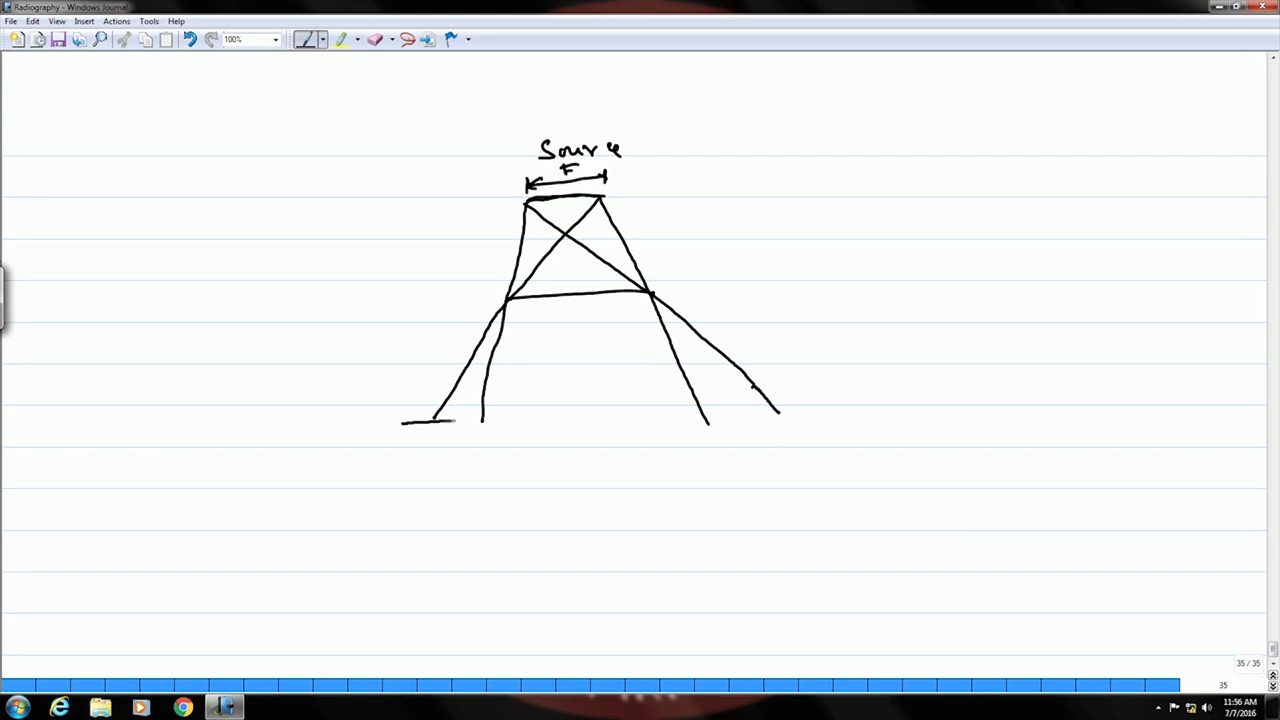 Radiography - Windows Journal
File Edit View Insert Actions Tools Help
100%
Source
F
35 / 35
35
11:56 AM
7/7/2016